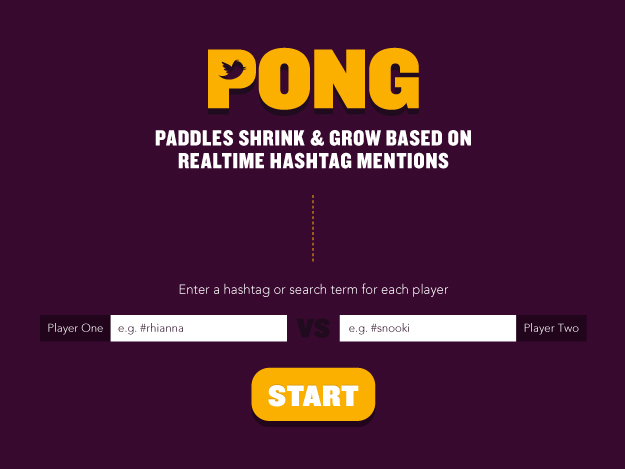 PONG
PADDLES SHRINK & GROW BASED ON
REALTIME HASHTAG MENTIONS
Enter a hashtag or search term for each player
Player One e.g. #rhianna VS e.g. #snooki Player Two
START